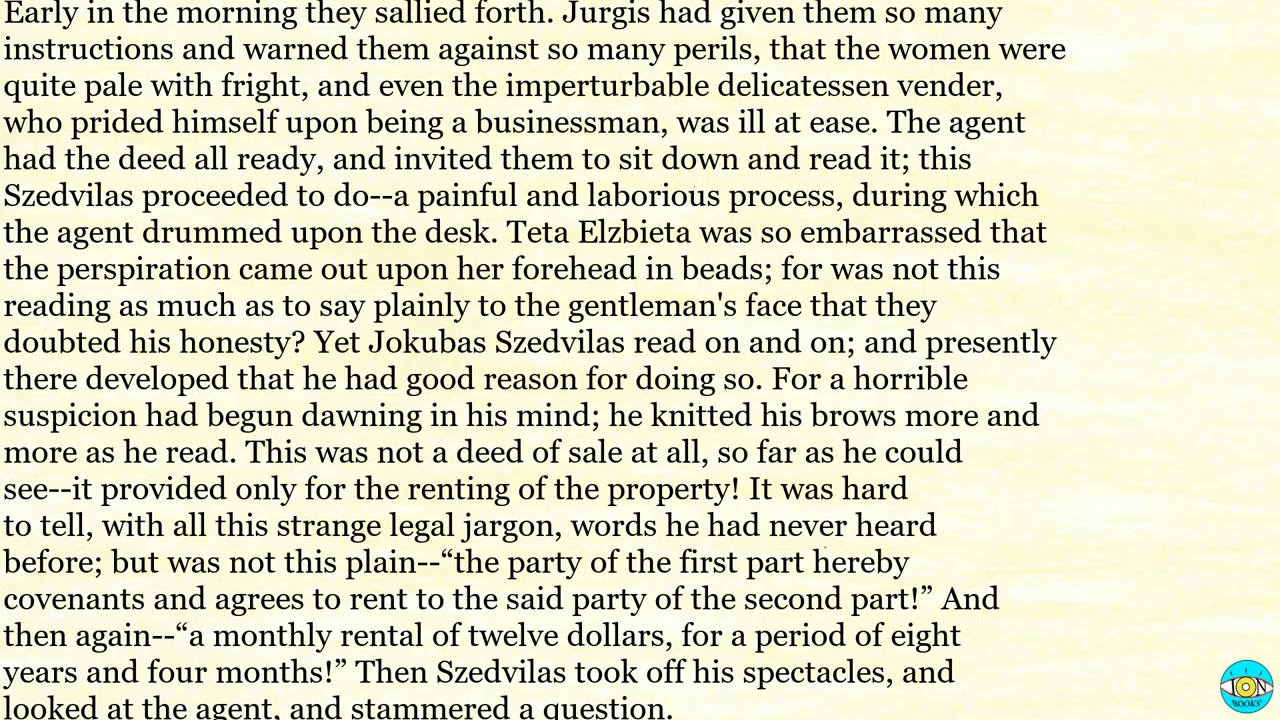 Early in the morning they sallied forth. Jurgis had given them so many
instructions and warned them against so many perils, that the women were
quite pale with fright, and even the imperturbable delicatessen vender,
who prided himself upon being a businessman, was ill at ease. The agent
had the deed all ready, and invited them to sit down and read it; this
Szedvilas proceeded to do--a painful and laborious process, during which
the agent drummed upon the desk. Teta Elzbieta was so embarrassed that
the perspiration came out upon her forehead in beads; for was not this
reading as much as to say plainly to the gentleman's face that they
doubted his honesty? Yet Jokubas Szedvilas read on and on; and presently
there developed that he had good reason for doing so. For a horrible
suspicion had begun dawning in his mind; he knitted his brows more and
more as he read. This was not a deed of sale at all, so far as he could
see--it provided only for the renting of the property! It was hard
to tell, with all this strange legal jargon, words he had never heard
before; but was not this plain--“the party of the first part hereby
covenants and agrees to rent to the said party of the second part!” And
then again--“a monthly rental of twelve dollars, for a period of eight
years and four months!” Then Szedvilas took off his spectacles, and
looked at the agent, and stammered a question.
ION
BOOKS